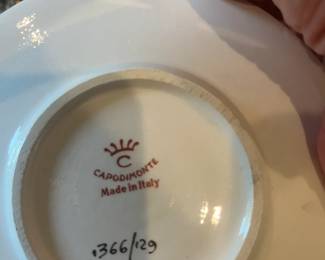 C
CAPODIMONTE
Made in Italy
1366/129